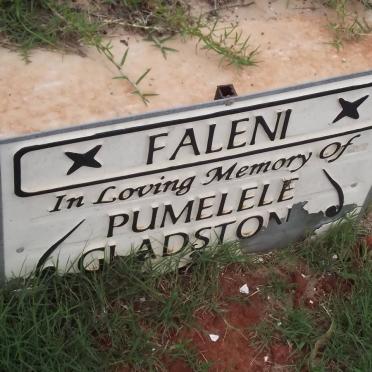 FALENI
In Loving Memory Of
PUMELELE
GLADSTON